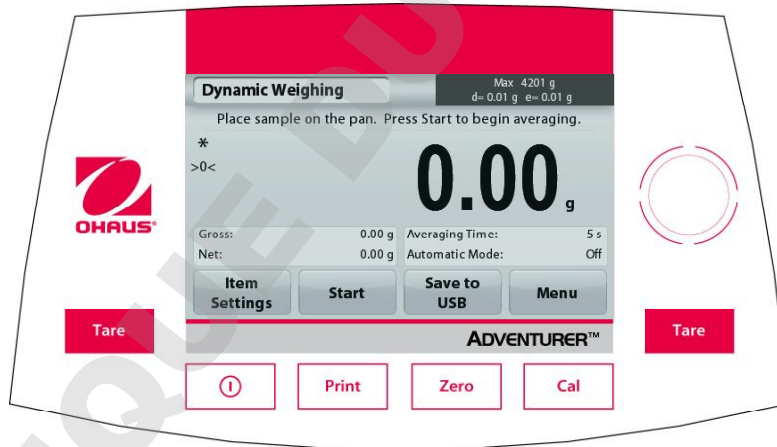 Dynamic Weighing
Max 4201 g
d= 0.01 g e= 0.01 g
Place sample on the pan. Press Start to begin averaging.
*
>0<
0.00 g
OHAUS®
Gross: 0.00 g Averaging Time: 5 s
Net: 0.00 g Automatic Mode: Off
Item Settings
Start
Save to USB
Menu
Tare
ADVENTURER™
Tare
Print
Zero
Cal